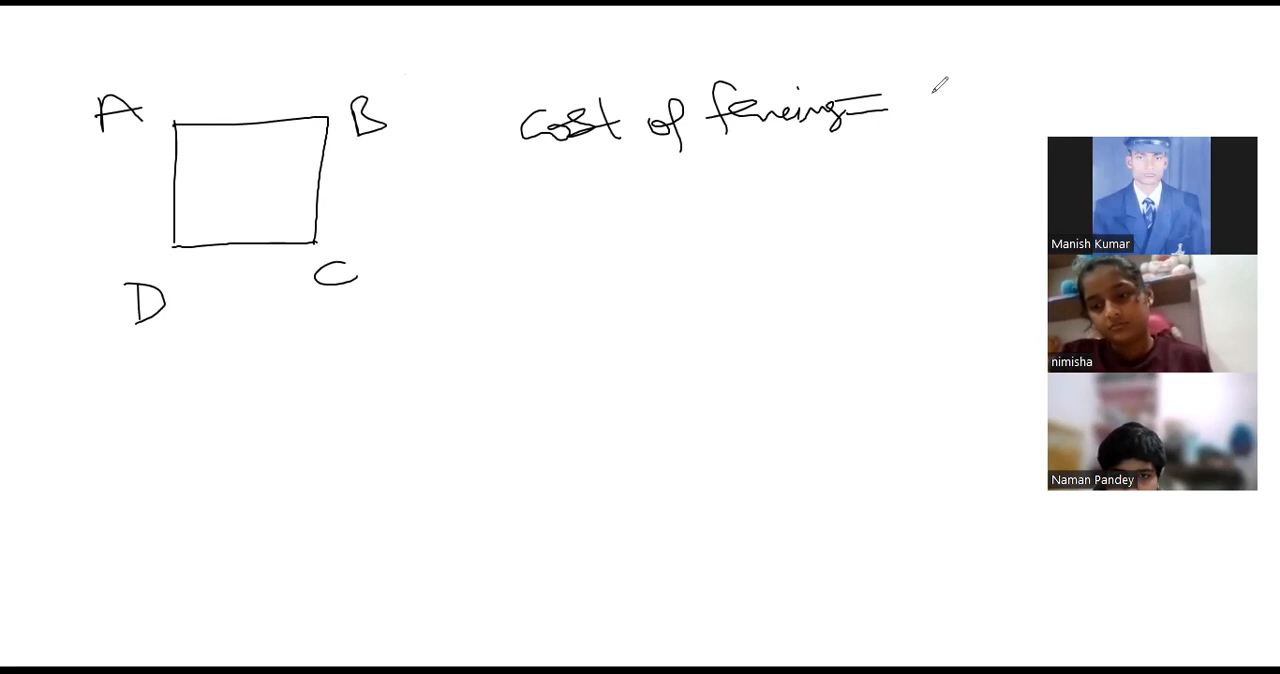 A
B
cost of fencing=
D
C
Manish Kumar
nimisha
Naman Pandey